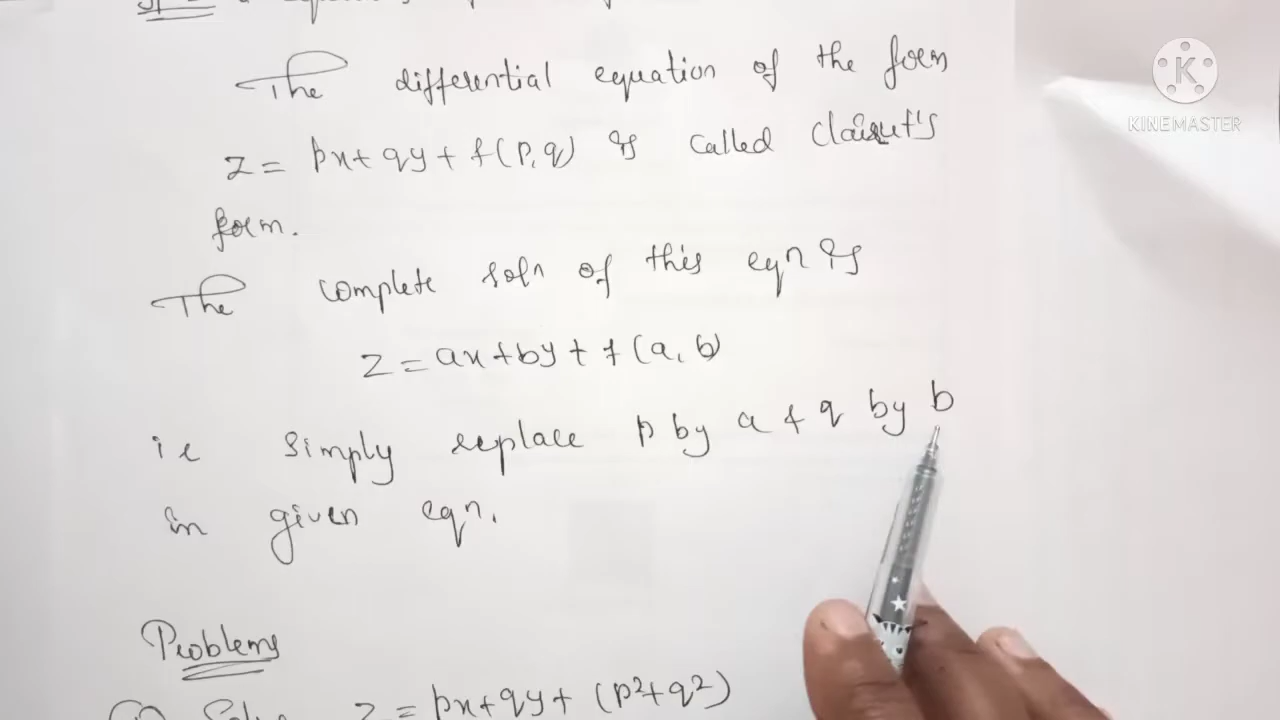 The differential equation of the form
z = px + qy + f(p, q) is called Clairut's
form.
The complete soln of this eqn is
z = ax + by + f(a, b)
ie simply replace p by a & q by b
in given eqn.
Problems
z = px + qy + (p²+q²)
K
KINEMASTER